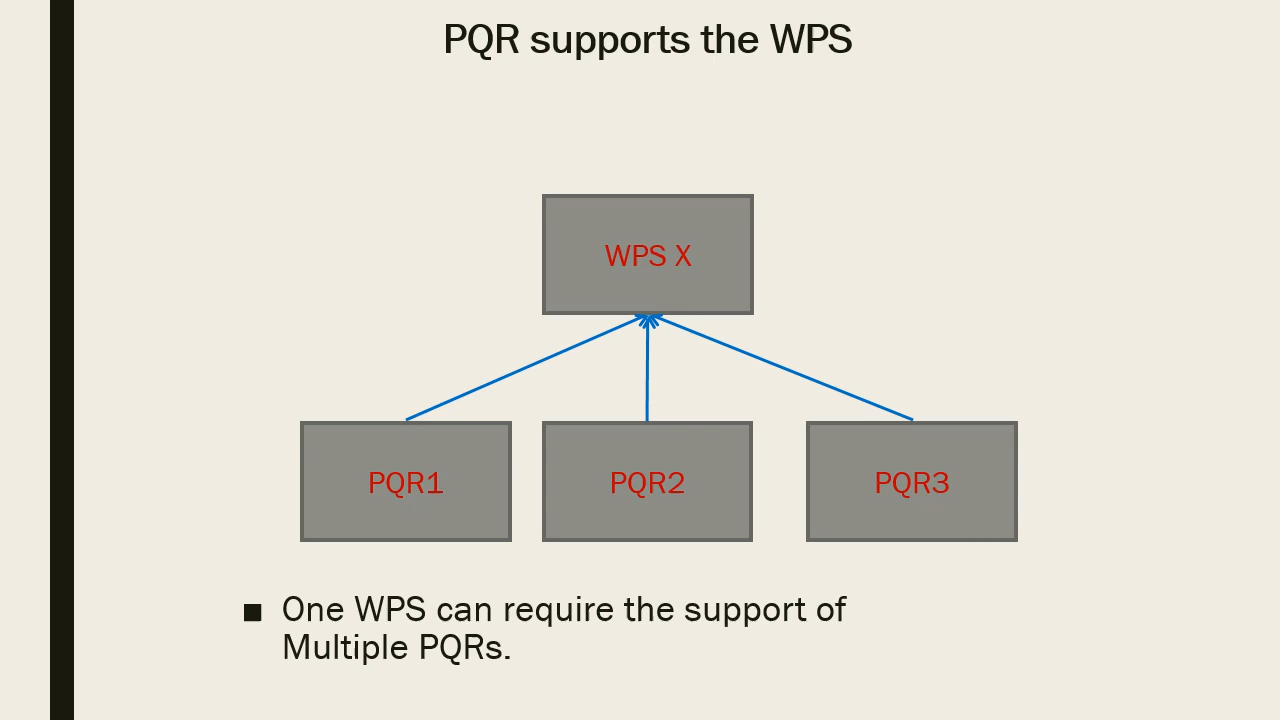 PQR supports the WPS
WPS X
PQR1
PQR2
PQR3
■ One WPS can require the support of
Multiple PQRs.